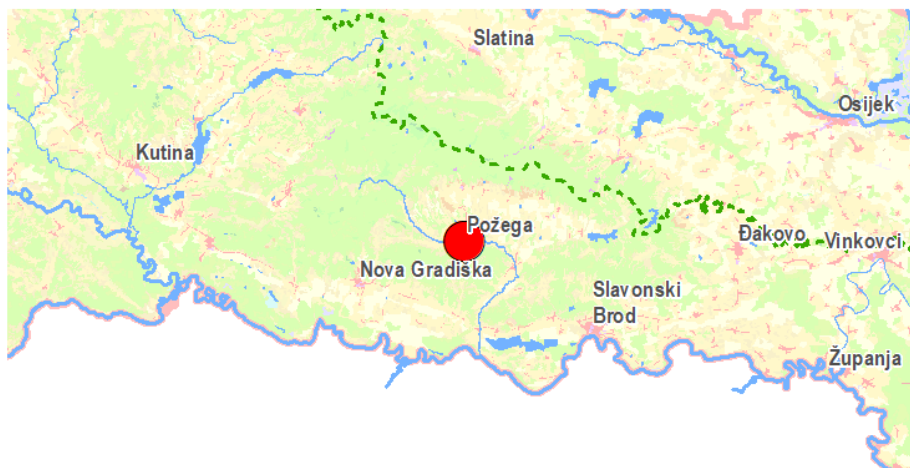 Slatina
Osijek
Kutina
Požega
Đakovo
Vinkovci
Nova Gradiška
Slavonski
Brod
Županja